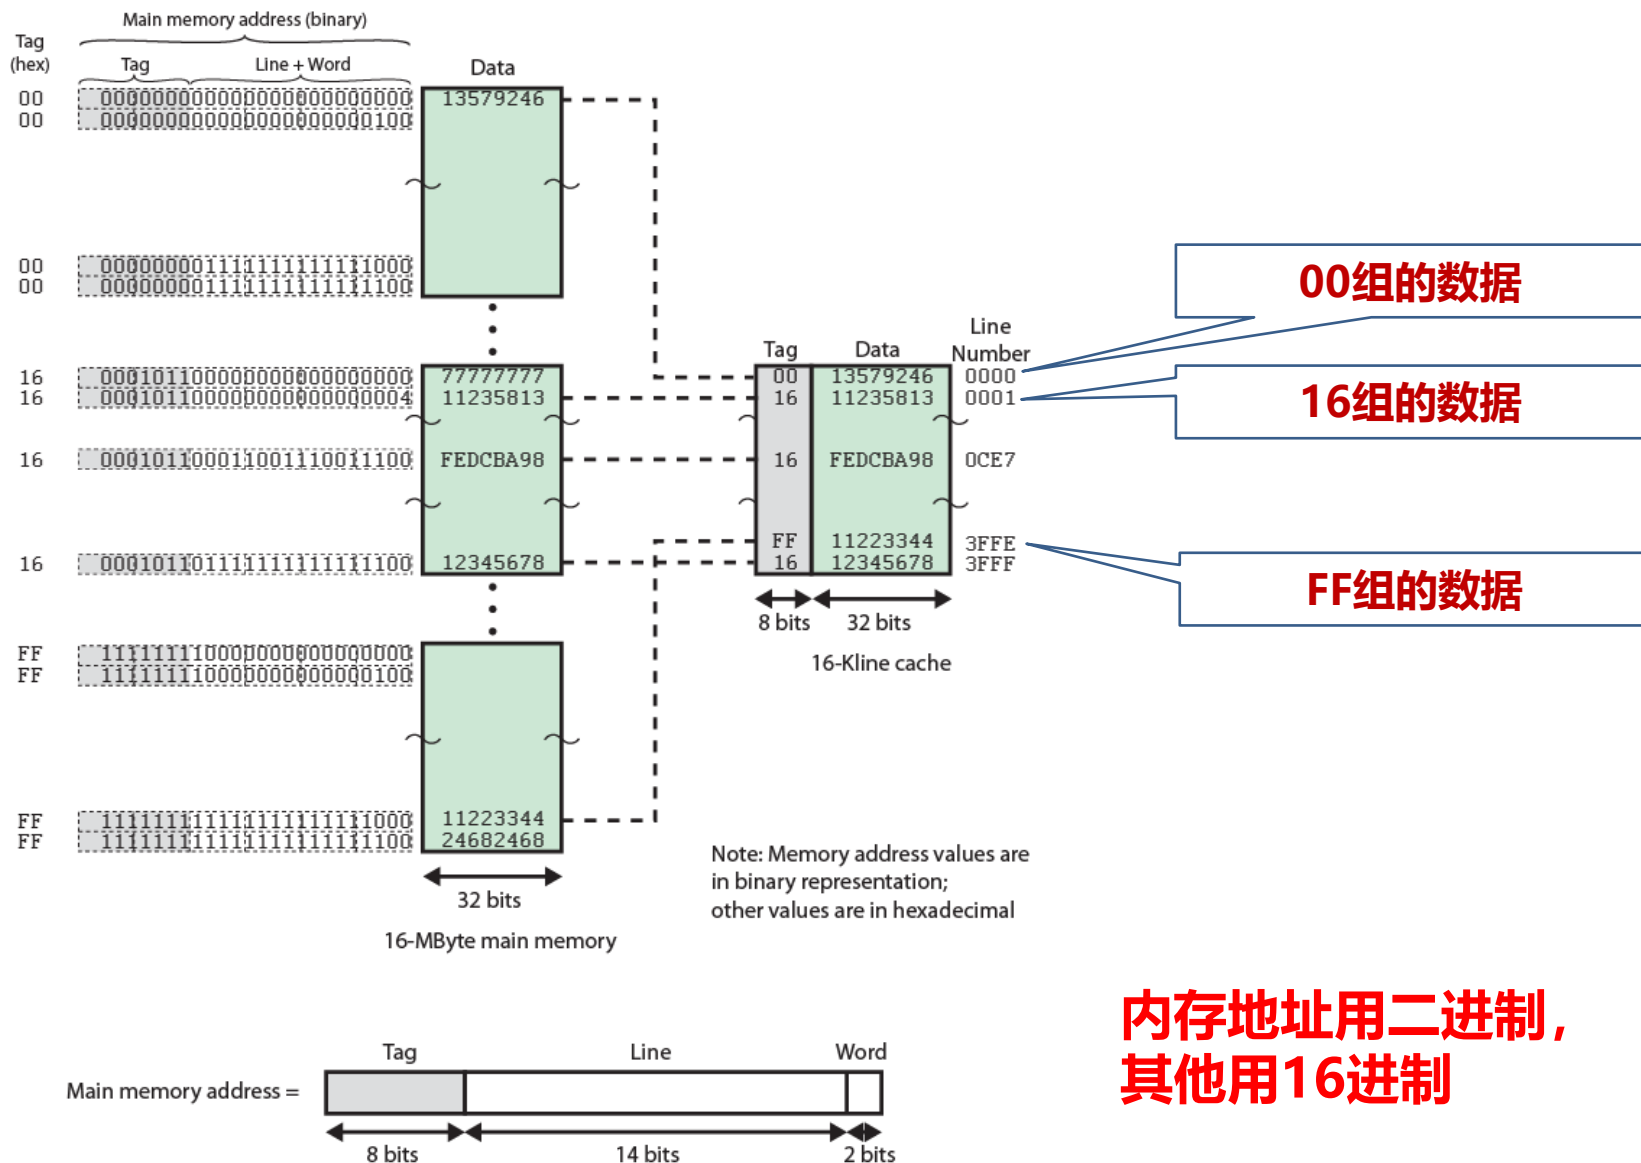 Main memory address (binary)
Tag
(hex)
Tag
Line + Word
Data
00 000000000000000000000000 13579246
00 000000000000000000000100
00 000000001111111111111000
00 000000001111111111111100
16 000101100000000000000000 77777777
16 000101100000000000000004 11235813
16 000101100011001110011100 FEDCBA98
16 000101101111111111111100 12345678
FF 111111110000000000000000
FF 111111110000000000000100
FF 111111111111111111111000 11223344
FF 111111111111111111111100 24682468
32 bits
16-MByte main memory
Tag
Data
Line
Number
00 13579246 0000
16 11235813 0001
16 FEDCBA98 0CE7
FF 11223344 3FFE
16 12345678 3FFF
8 bits
32 bits
16-Kline cache
00组的数据
16组的数据
FF组的数据
Note: Memory address values are
in binary representation;
other values are in hexadecimal
内存地址用二进制，
其他用16进制
Tag
Line
Word
Main memory address =
8 bits
14 bits
2 bits